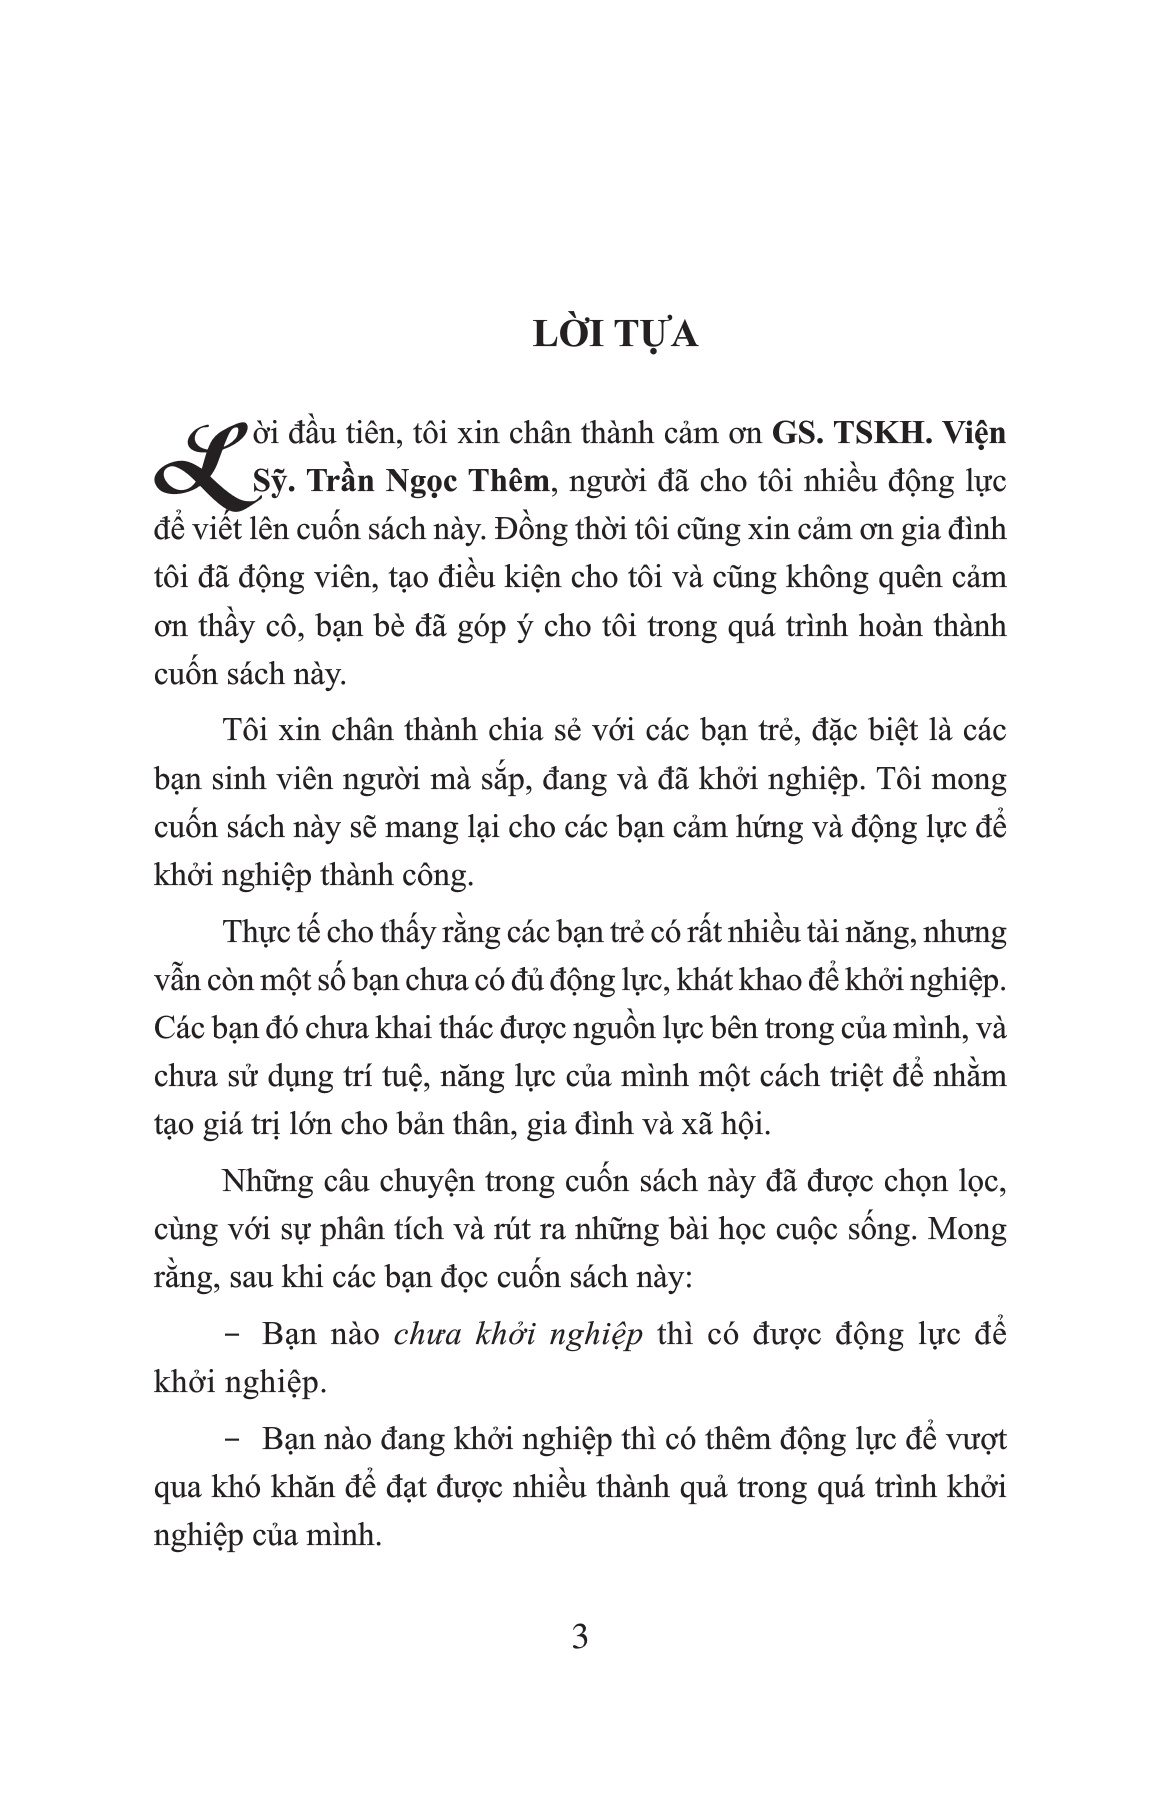 LỜI TỰA
Lời đầu tiên, tôi xin chân thành cảm ơn GS. TSKH. Viện
Sỹ. Trần Ngọc Thêm, người đã cho tôi nhiều động lực
để viết lên cuốn sách này. Đồng thời tôi cũng xin cảm ơn gia đình
tôi đã động viên, tạo điều kiện cho tôi và cũng không quên cảm
ơn thầy cô, bạn bè đã góp ý cho tôi trong quá trình hoàn thành
cuốn sách này.
Tôi xin chân thành chia sẻ với các bạn trẻ, đặc biệt là các
bạn sinh viên người mà sắp, đang và đã khởi nghiệp. Tôi mong
cuốn sách này sẽ mang lại cho các bạn cảm hứng và động lực để
khởi nghiệp thành công.
Thực tế cho thấy rằng các bạn trẻ có rất nhiều tài năng, nhưng
vẫn còn một số bạn chưa có đủ động lực, khát khao để khởi nghiệp.
Các bạn đó chưa khai thác được nguồn lực bên trong của mình, và
chưa sử dụng trí tuệ, năng lực của mình một cách triệt để nhằm
tạo giá trị lớn cho bản thân, gia đình và xã hội.
Những câu chuyện trong cuốn sách này đã được chọn lọc,
cùng với sự phân tích và rút ra những bài học cuộc sống. Mong
rằng, sau khi các bạn đọc cuốn sách này:
– Bạn nào chưa khởi nghiệp thì có được động lực để
khởi nghiệp.
– Bạn nào đang khởi nghiệp thì có thêm động lực để vượt
qua khó khăn để đạt được nhiều thành quả trong quá trình khởi
nghiệp của mình.
3